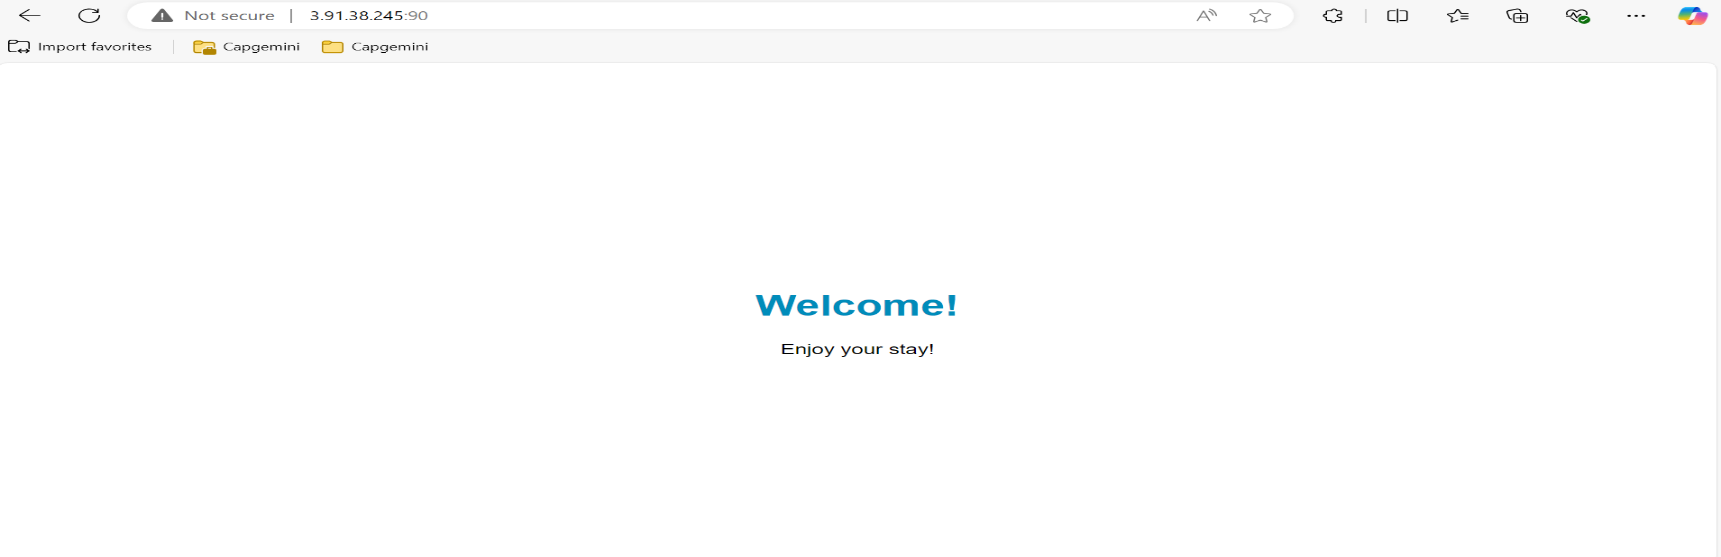 Not secure | 3.91.38.245:90
Import favorites | Capgemini Capgemini
Welcome!
Enjoy your stay!